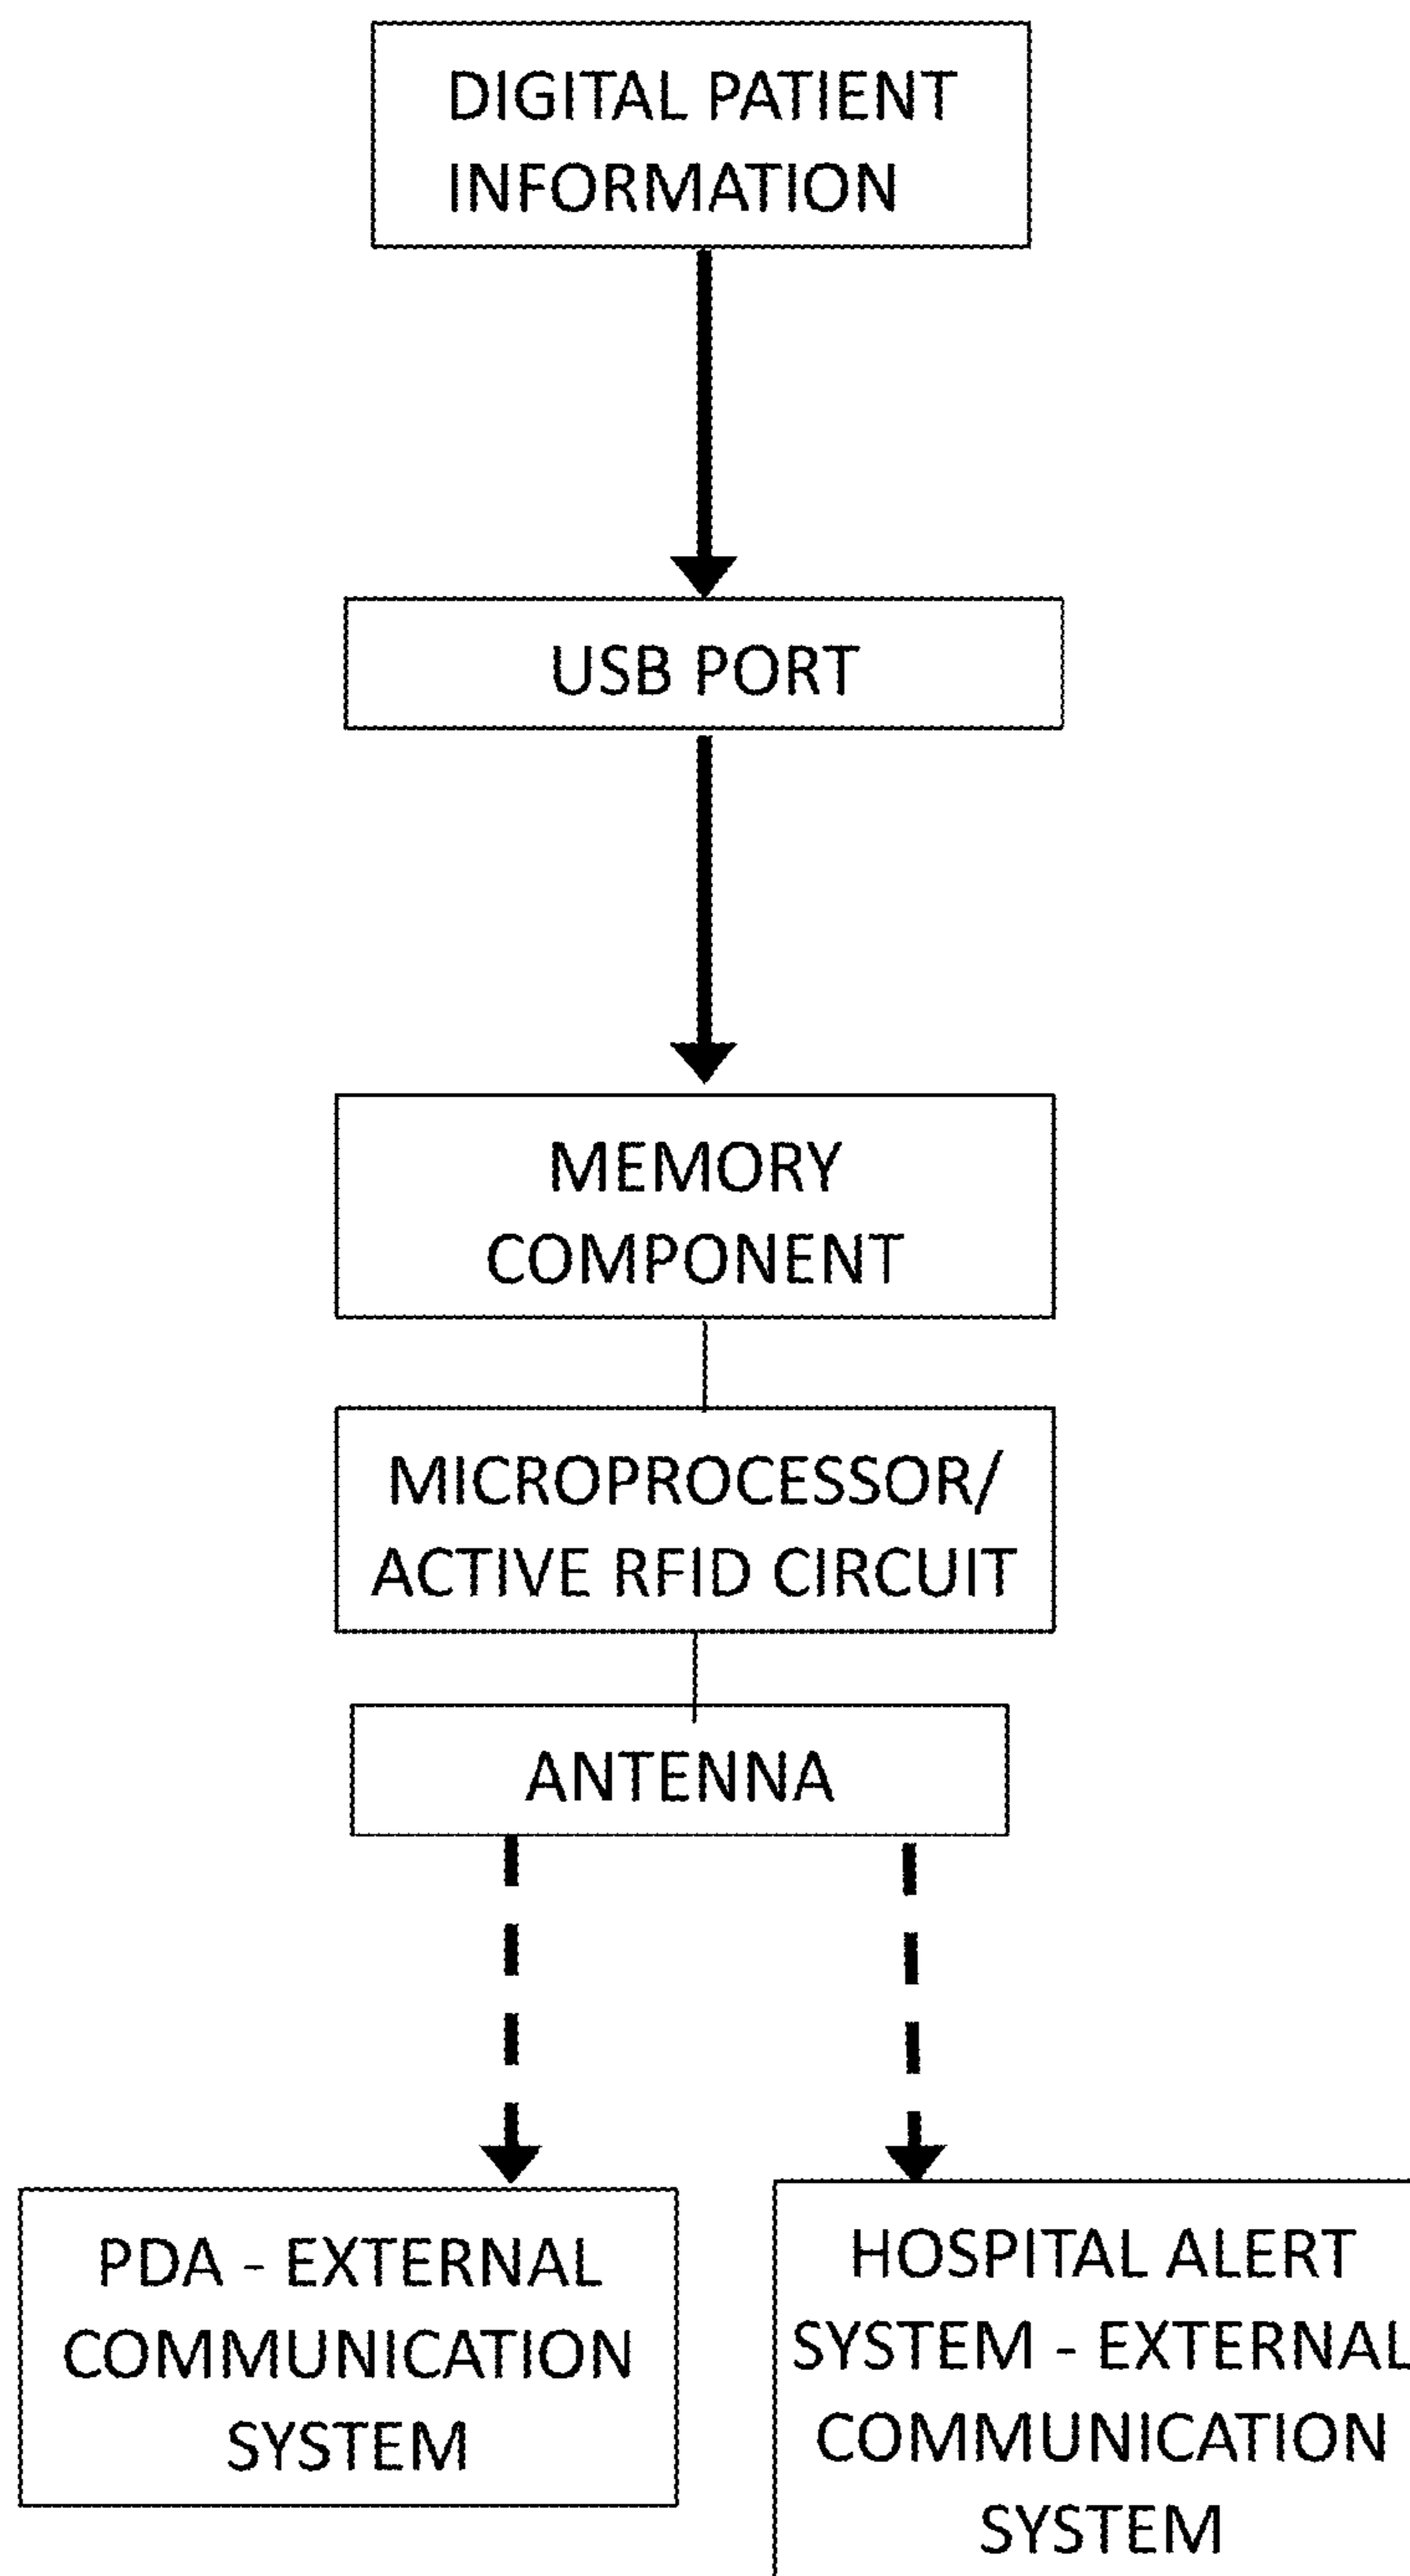 DIGITAL PATIENT
INFORMATION
USB PORT
MEMORY
COMPONENT
MICROPROCESSOR/
ACTIVE RFID CIRCUIT
ANTENNA
PDA - EXTERNAL
COMMUNICATION
SYSTEM
HOSPITAL ALERT
SYSTEM - EXTERNAL
COMMUNICATION
SYSTEM